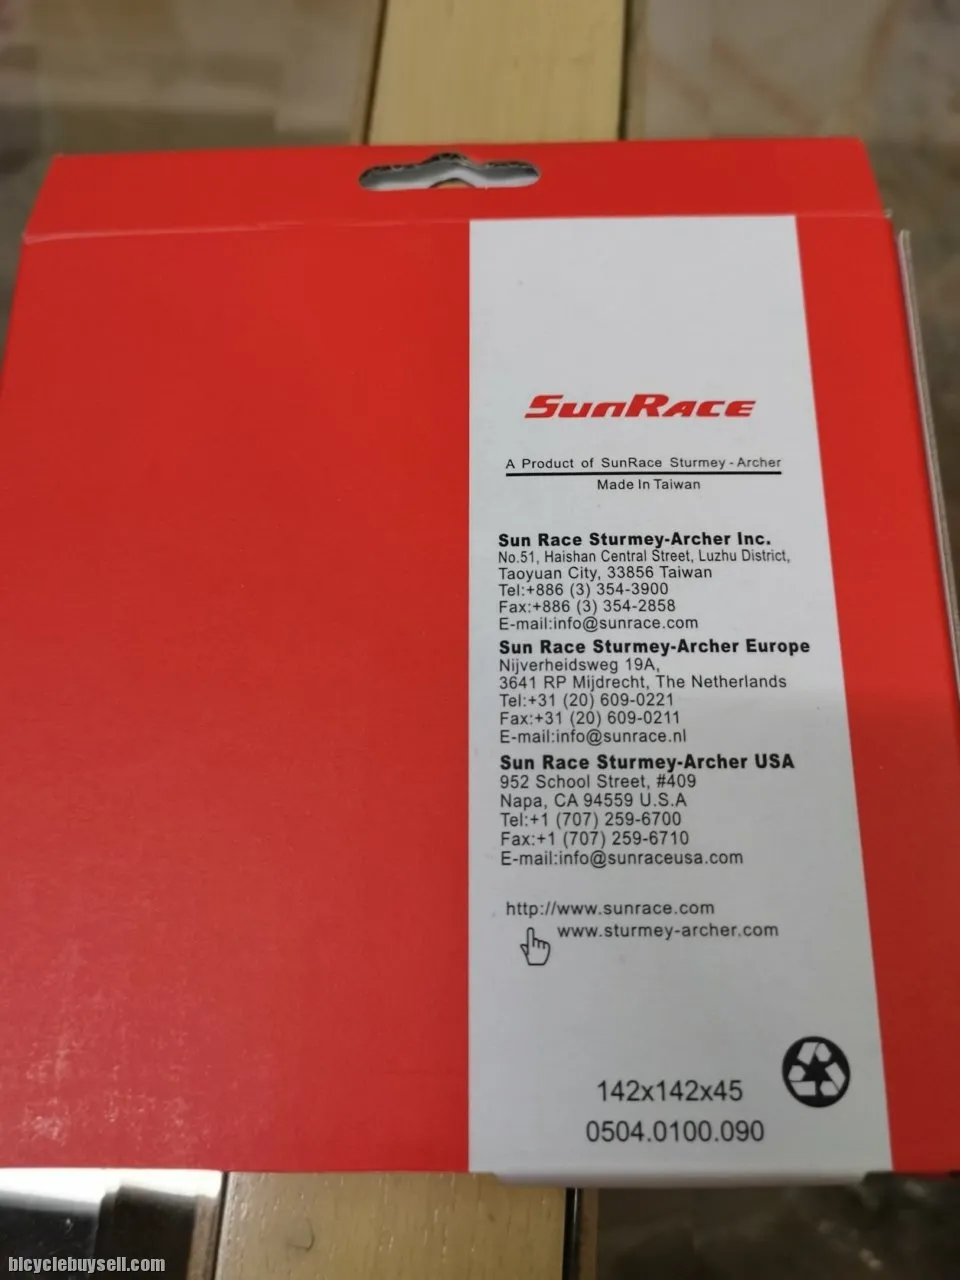 SunRace
A Product of SunRace Sturmey-Archer
Made In Taiwan
Sun Race Sturmey-Archer Inc.
No.51, Haishan Central Street, Luzhu District,
Taoyuan City, 33856 Taiwan
Tel:+886 (3) 354-3900
Fax:+886 (3) 354-2858
E-mail:info@sunrace.com
Sun Race Sturmey-Archer Europe
Nijverheidsweg 19A,
3641 RP Mijdrecht, The Netherlands
Tel:+31 (20) 609-0221
Fax:+31 (20) 609-0211
E-mail:info@sunrace.nl
Sun Race Sturmey-Archer USA
952 School Street, #409
Napa, CA 94559 U.S.A
Tel:+1 (707) 259-6700
Fax:+1 (707) 259-6710
E-mail:info@sunraceusa.com
http://www.sunrace.com
www.sturmey-archer.com
142x142x45
0504.0100.090
bicyclebuysell.com